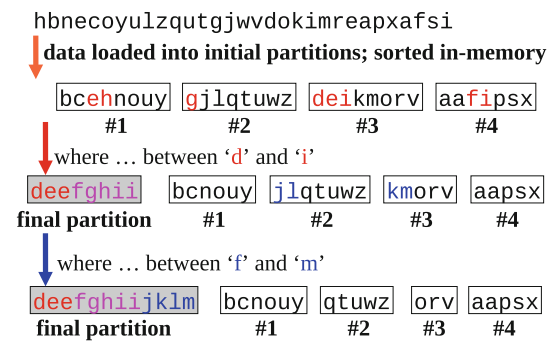 hbnecoyulzqutgjwvdokimreapxafsi
data loaded into initial partitions; sorted in-memory
bcehnouy gjlqtuwz deikmorv aafipsx
#1 #2 #3 #4
where … between ‘d’ and ‘i’
deefghii bcnouy jlqtuwz kmorv aapsx
final partition #1 #2 #3 #4
where … between ‘f’ and ‘m’
deefghiijklm bcnouy qtuwz orv aapsx
final partition #1 #2 #3 #4